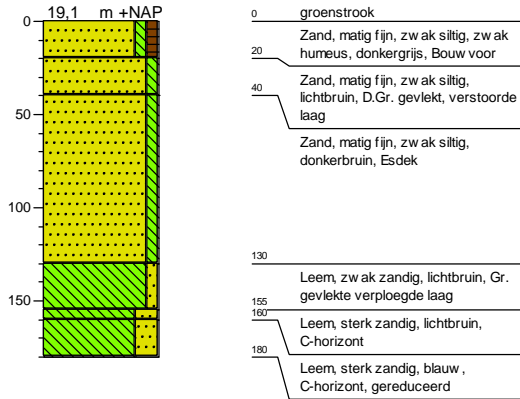 19,1 m +NAP
0
50
100
150
0 groenstrook
Zand, matig fijn, zwak siltig, zwak
humeus, donkergrijs, Bouwvoor
20
Zand, matig fijn, zwak siltig,
lichtbruin, D.Gr. gevlekt, verstoorde
laag
40
Zand, matig fijn, zwak siltig,
donkerbruin, Esdek
130
Leem, zwak zandig, lichtbruin, Gr.
gevlekte verploegde laag
155
160
Leem, sterk zandig, lichtbruin,
C-horizont
180
Leem, sterk zandig, blauw,
C-horizont, gereduceerd